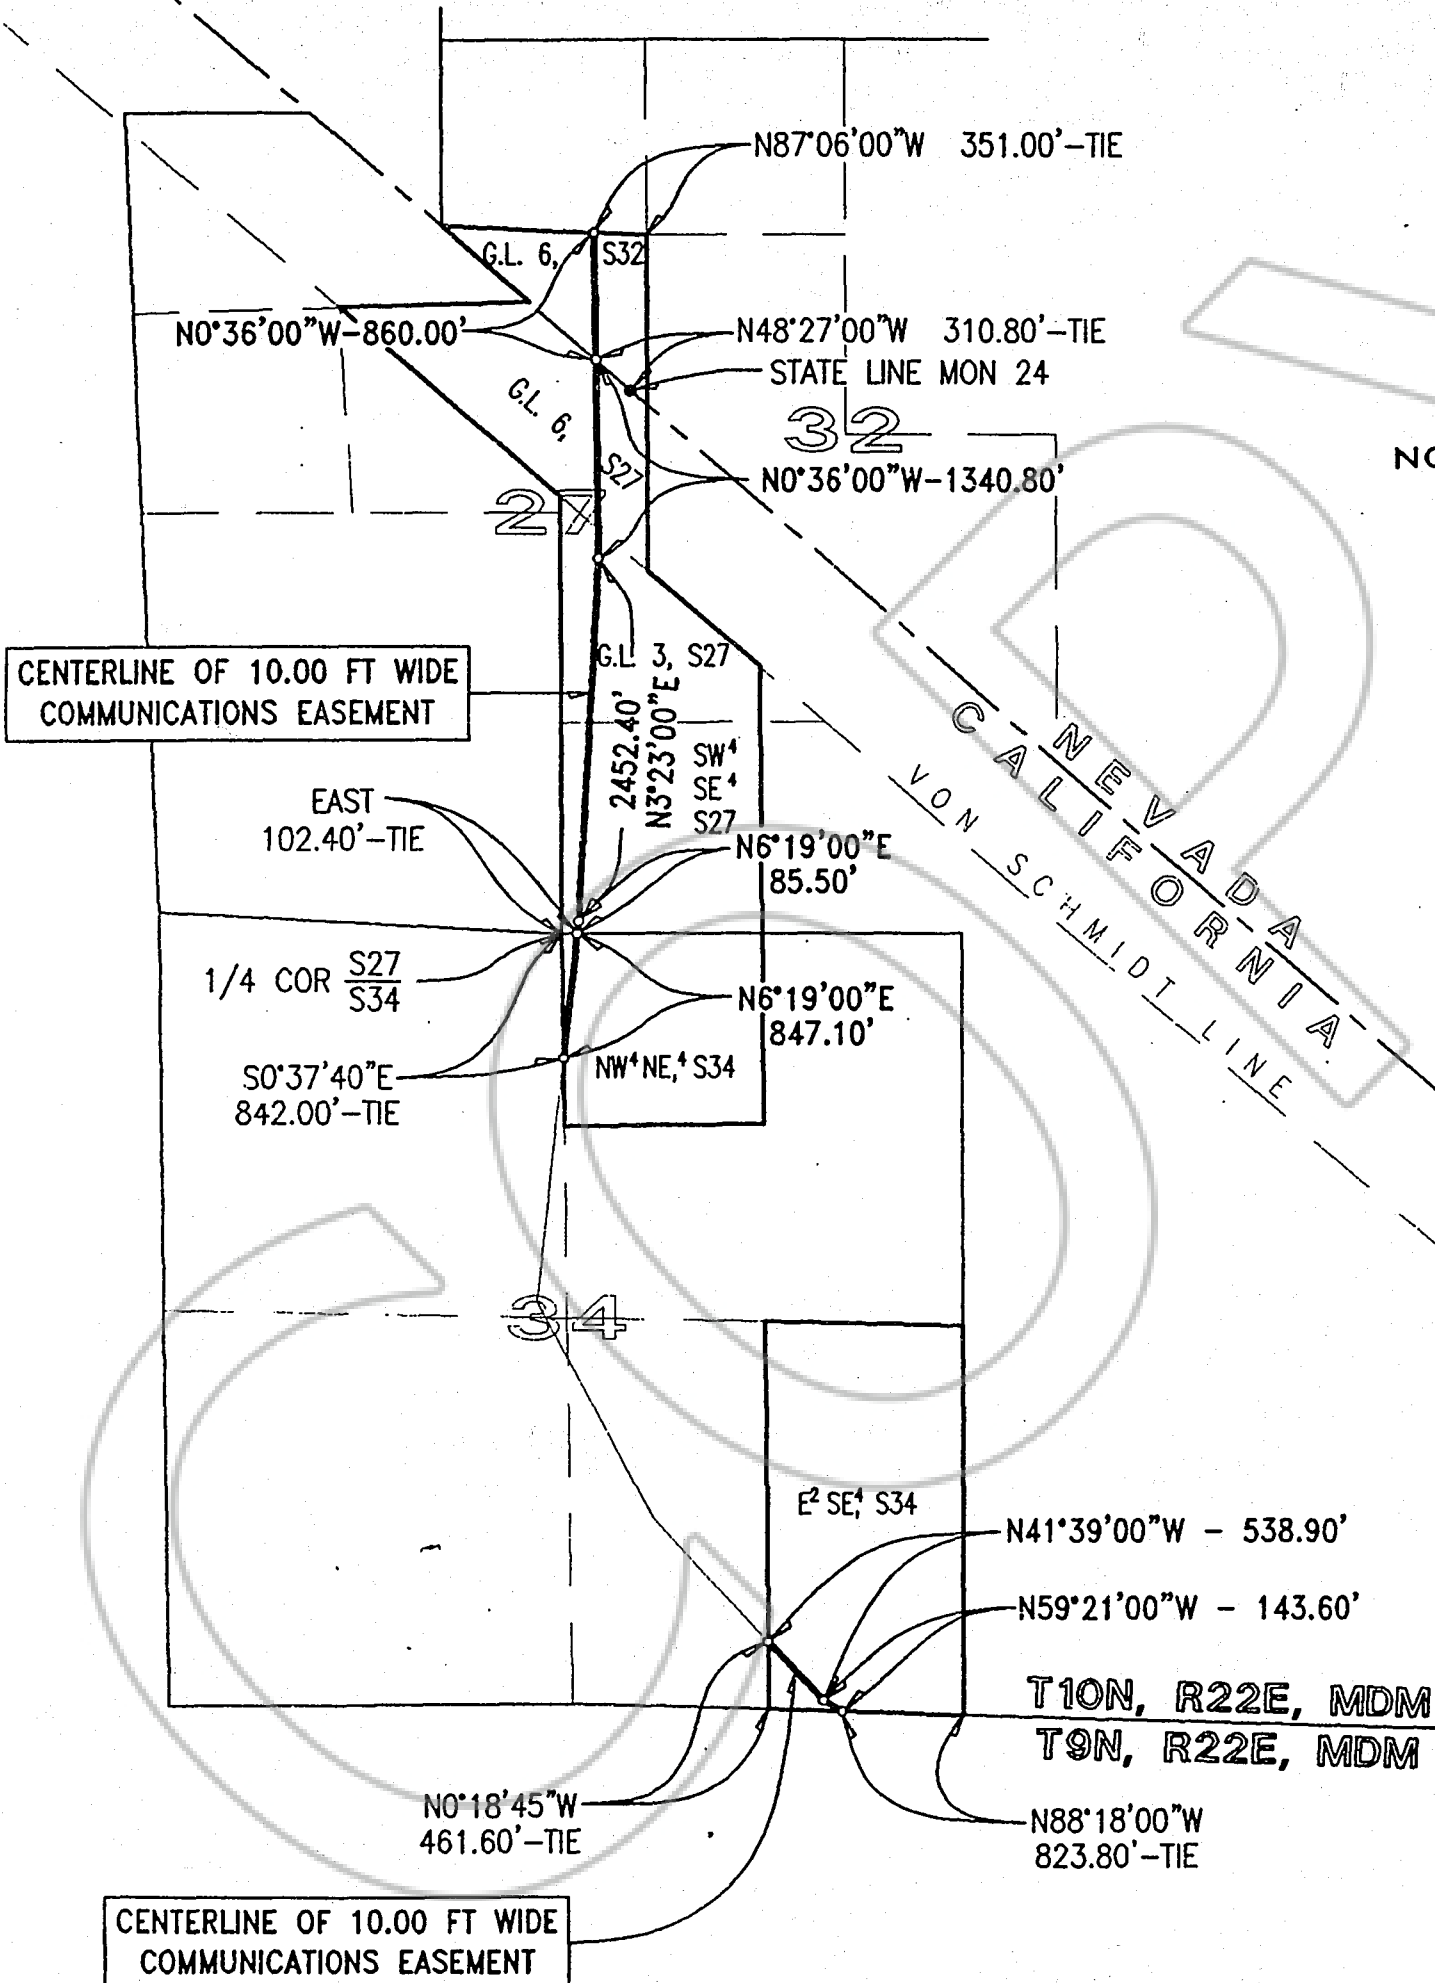 N87°06'00"W 351.00'-TIE
G.L. 6,
S32
N0°36'00"W-860.00'
N48°27'00"W 310.80'-TIE
STATE LINE MON 24
G.L. 6,
32
S27
N0°36'00"W-1340.80'
27
CENTERLINE OF 10.00 FT WIDE
COMMUNICATIONS EASEMENT
G.L. 3, S27
2452.40'
N3°23'00"E
SW⁴
SE⁴
S27
NEVADA
CALIFORNIA
VON SCHMIDT LINE
EAST
102.40'-TIE
N6°19'00"E
85.50'
1/4 COR S27
S34
N6°19'00"E
847.10'
S0°37'40"E
842.00'-TIE
NW⁴NE,⁴ S34
34
E² SE,⁴ S34
N41°39'00"W - 538.90'
N59°21'00"W - 143.60'
T10N, R22E, MDM
T9N, R22E, MDM
N0°18'45"W
461.60'-TIE
N88°18'00"W
823.80'-TIE
CENTERLINE OF 10.00 FT WIDE
COMMUNICATIONS EASEMENT